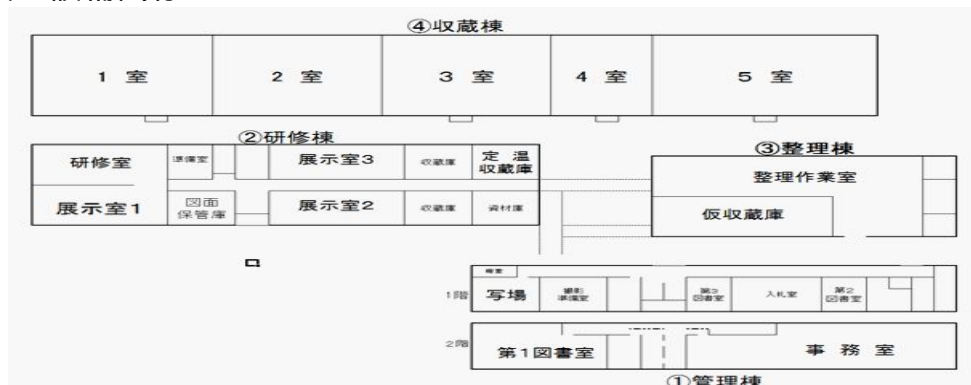 ④収蔵棟
1 室 2 室 3 室 4 室 5 室
②研修棟
研修室 準備室 展示室3 収蔵庫 定温収蔵庫
展示室1 図面保管庫 展示室2 収蔵庫 資材庫
③整理棟
整理作業室
仮収蔵庫
暗室
1階 写場 撮影準備室 第3図書室 入札室 第2図書室
2階 第1図書室 事務室
①管理棟